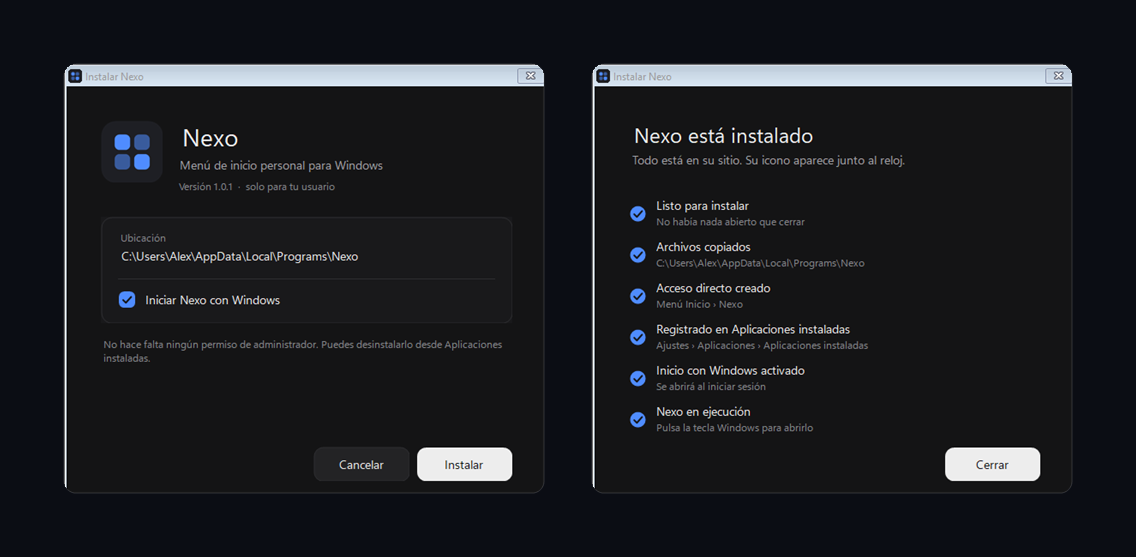 Instalar Nexo
Nexo
Menú de inicio personal para Windows
Versión 1.0.1 · solo para tu usuario
Ubicación
C:\Users\Alex\AppData\Local\Programs\Nexo
Iniciar Nexo con Windows
No hace falta ningún permiso de administrador. Puedes desinstalarlo desde Aplicaciones
instaladas.
Cancelar
Instalar
Instalar Nexo
Nexo está instalado
Todo está en su sitio. Su icono aparece junto al reloj.
Listo para instalar
No había nada abierto que cerrar
Archivos copiados
C:\Users\Alex\AppData\Local\Programs\Nexo
Acceso directo creado
Menú Inicio › Nexo
Registrado en Aplicaciones instaladas
Ajustes › Aplicaciones › Aplicaciones instaladas
Inicio con Windows activado
Se abrirá al iniciar sesión
Nexo en ejecución
Pulsa la tecla Windows para abrirlo
Cerrar